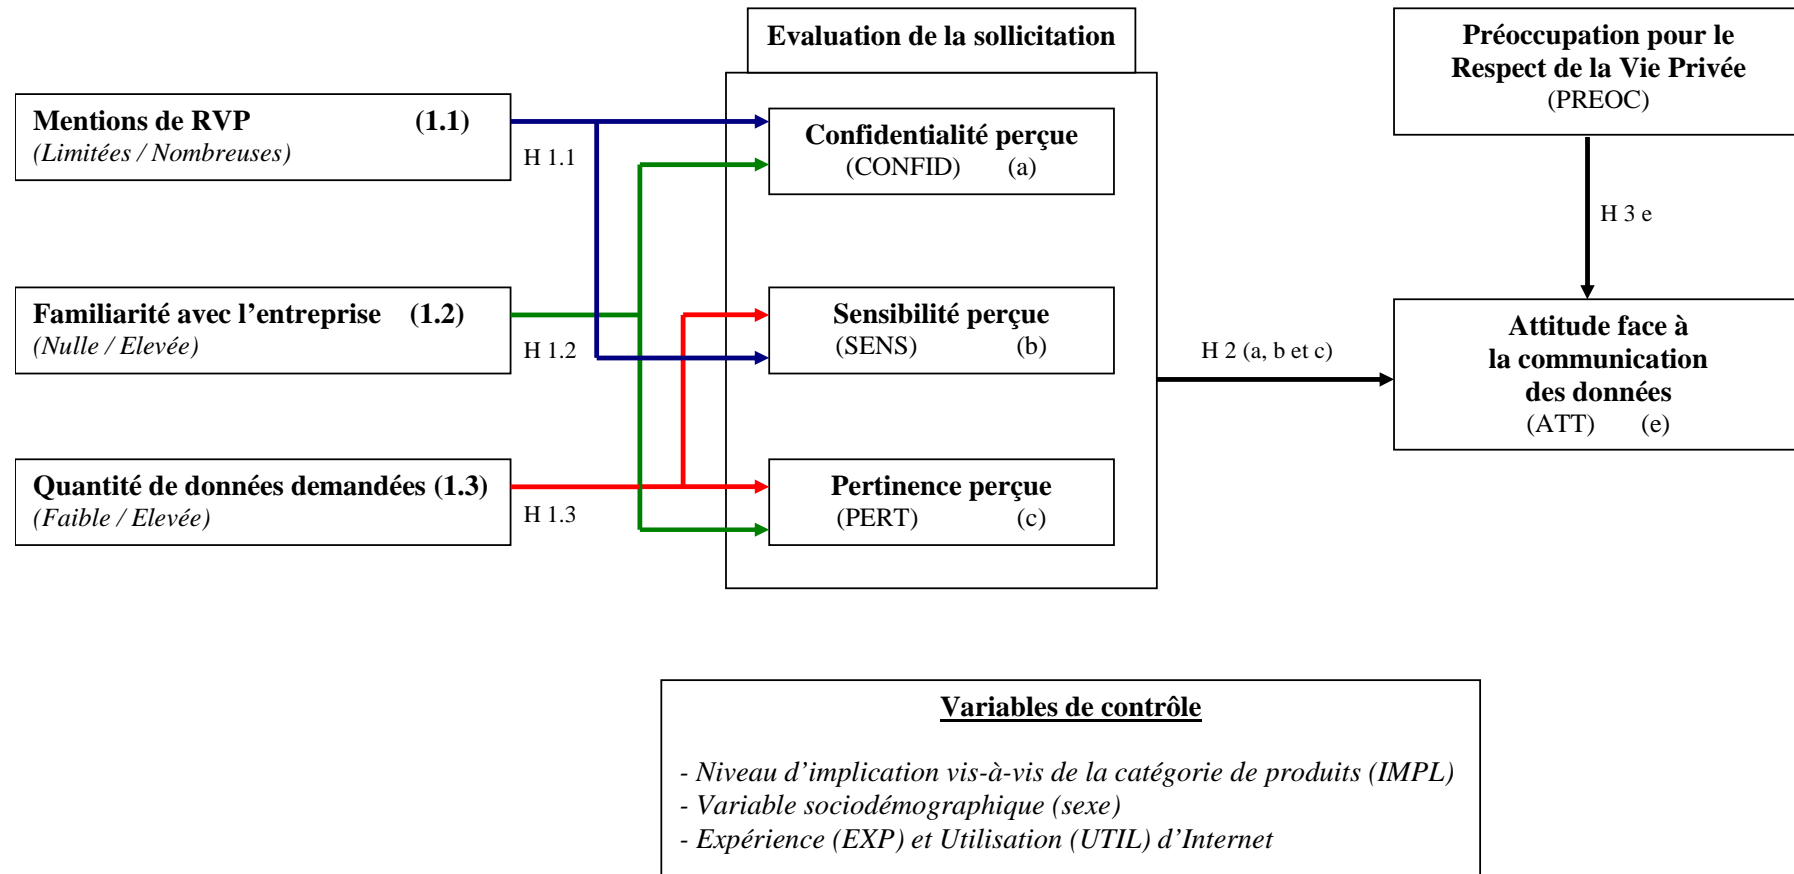 Evaluation de la sollicitation
Préoccupation pour le
Respect de la Vie Privée
(PREOC)
Mentions de RVP (1.1)
(Limitées / Nombreuses)
H 1.1
Confidentialité perçue
(CONFID) (a)
H 3 e
Familiarité avec l’entreprise (1.2)
(Nulle / Elevée)
H 1.2
Sensibilité perçue
(SENS) (b)
H 2 (a, b et c)
Attitude face à
la communication
des données
(ATT) (e)
Quantité de données demandées (1.3)
(Faible / Elevée)
H 1.3
Pertinence perçue
(PERT) (c)
Variables de contrôle
- Niveau d’implication vis-à-vis de la catégorie de produits (IMPL)
- Variable sociodémographique (sexe)
- Expérience (EXP) et Utilisation (UTIL) d’Internet